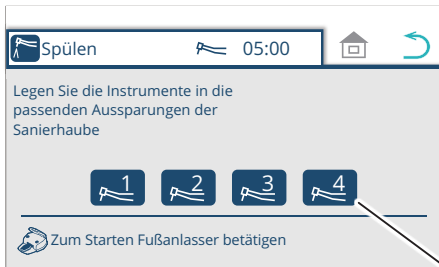 Spülen 05:00
Legen Sie die Instrumente in die
passenden Aussparungen der
Sanierhaube
1 2 3 4
Zum Starten Fußanlasser betätigen